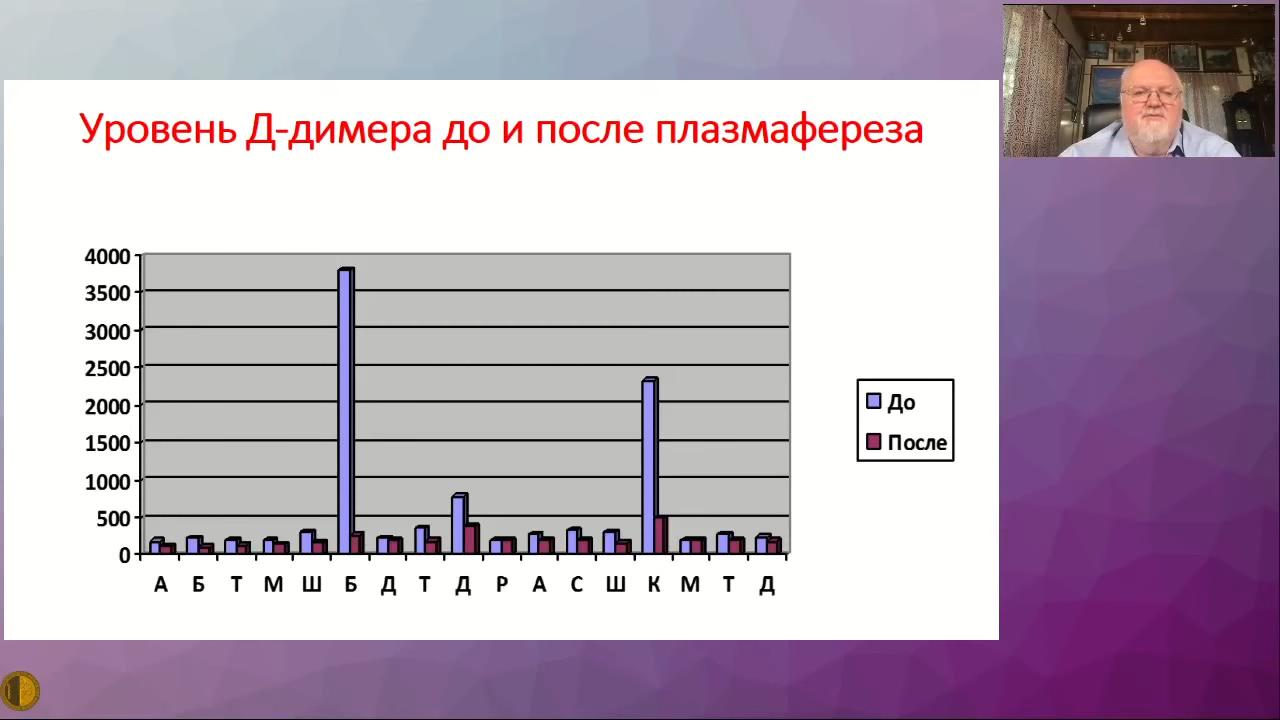 Уровень Д-димера до и после плазмафереза
4000
3500
3000
2500
2000
1500
1000
500
0
А Б Т М Ш Б Д Т Д Р А С Ш К М Т Д
До
После